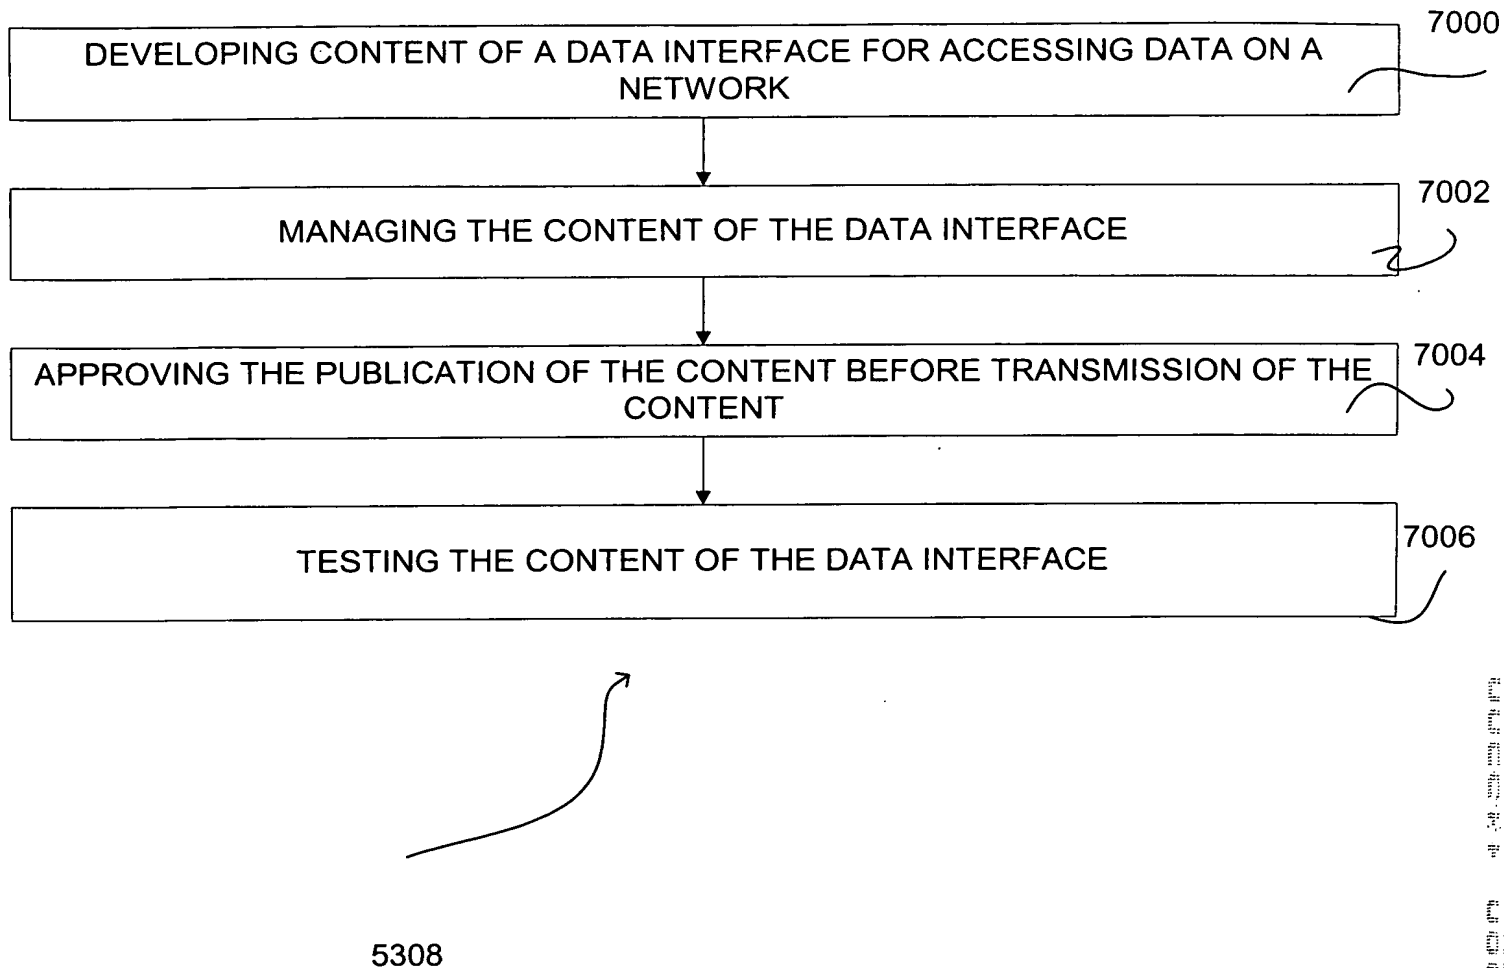 7000
DEVELOPING CONTENT OF A DATA INTERFACE FOR ACCESSING DATA ON A
NETWORK
7002
MANAGING THE CONTENT OF THE DATA INTERFACE
7004
APPROVING THE PUBLICATION OF THE CONTENT BEFORE TRANSMISSION OF THE
CONTENT
7006
TESTING THE CONTENT OF THE DATA INTERFACE
5308